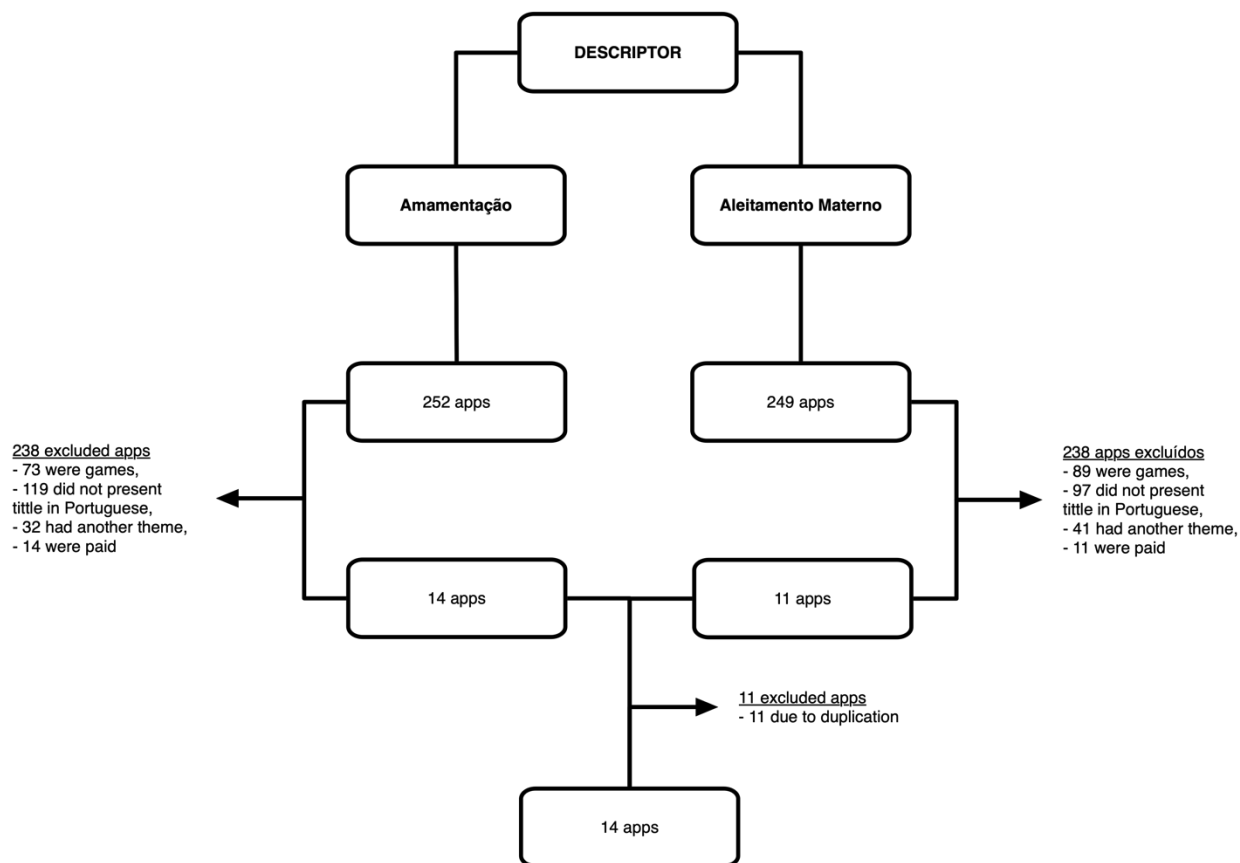 DESCRIPTOR
Amamentação
Aleitamento Materno
252 apps
249 apps
238 excluded apps
- 73 were games,
- 119 did not present
tittle in Portuguese,
- 32 had another theme,
- 14 were paid
238 apps excluídos
- 89 were games,
- 97 did not present
tittle in Portuguese,
- 41 had another theme,
- 11 were paid
14 apps
11 apps
11 excluded apps
- 11 due to duplication
14 apps